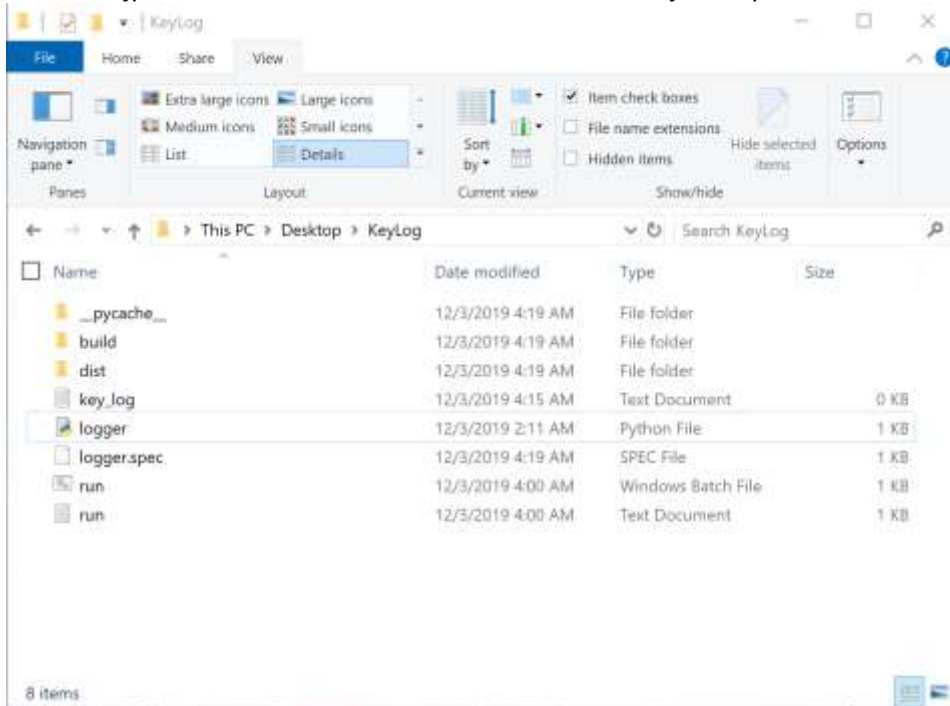 KeyLog
File Home Share View
Extra large icons Large icons
Medium icons Small icons
List Details
Navigation pane
Sort by
Item check boxes
File name extensions
Hidden items
Hide selected items
Options
Panes Layout Current view Show/hide
This PC > Desktop > KeyLog
Search KeyLog
Name Date modified Type Size
__pycache__ 12/3/2019 4:19 AM File folder
build 12/3/2019 4:19 AM File folder
dist 12/3/2019 4:19 AM File folder
key_log 12/3/2019 4:15 AM Text Document 0 KB
logger 12/3/2019 2:11 AM Python File 1 KB
logger.spec 12/3/2019 4:19 AM SPEC File 1 KB
run 12/3/2019 4:00 AM Windows Batch File 1 KB
run 12/3/2019 4:00 AM Text Document 1 KB
8 items